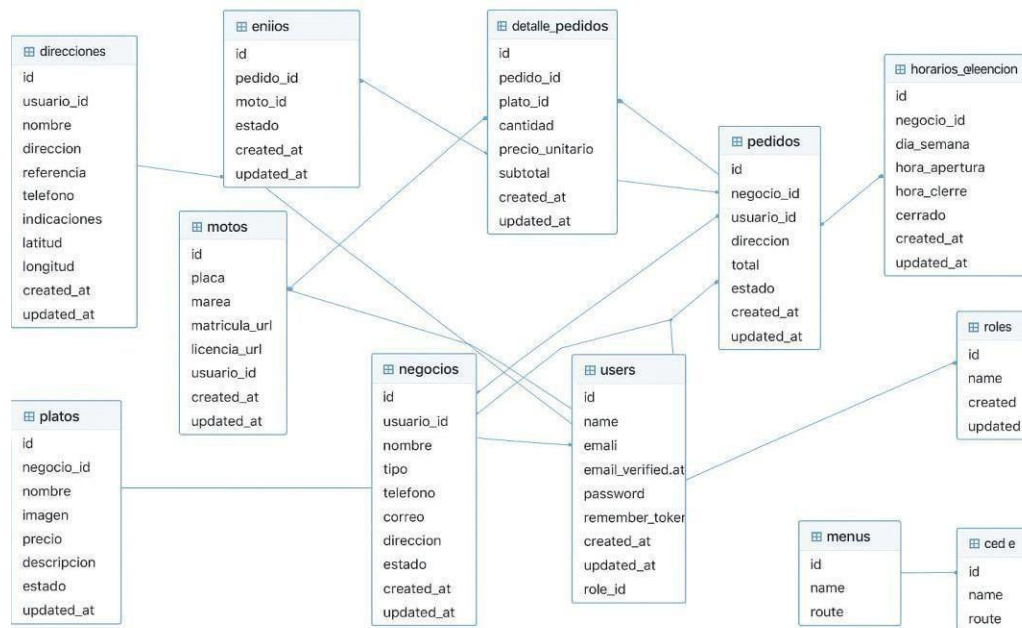 direcciones
id
usuario_id
nombre
direccion
referencia
telefono
indicaciones
latitud
longitud
created_at
updated_at
eniios
id
pedido_id
moto_id
estado
created_at
updated_at
detalle_pedidos
id
pedido_id
plato_id
cantidad
precio_unitario
subtotal
created_at
updated_at
horarios_@leencion
id
negocio_id
dia_semana
hora_apertura
hora_clerre
cerrado
created_at
updated_at
pedidos
id
negocio_id
usuario_id
direccion
total
estado
created_at
updated_at
motos
id
placa
marea
matricula_url
licencia_url
usuario_id
created_at
updated_at
roles
id
name
created
updated
negocios
id
usuario_id
nombre
tipo
telefono
correo
direccion
estado
created_at
updated_at
users
id
name
emali
email_verified.at
password
remember_token
created_at
updated_at
role_id
platos
id
negocio_id
nombre
imagen
precio
descripcion
estado
updated_at
menus
id
name
route
ced e
id
name
route